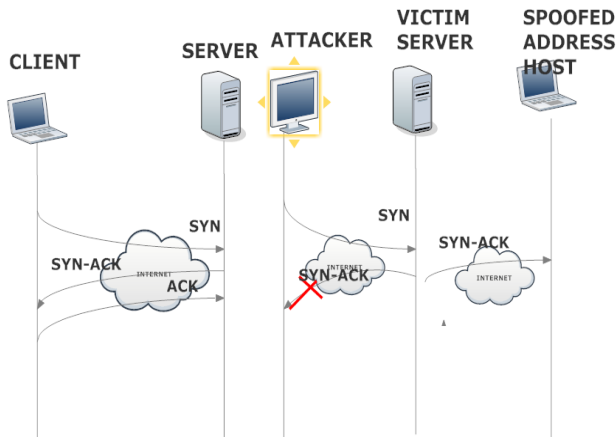 CLIENT
SERVER
ATTACKER
VICTIM
SERVER
SPOOFED
ADDRESS
HOST
SYN
SYN-ACK
INTERNET
ACK
SYN
INTERNET
SYN-ACK
SYN-ACK
INTERNET